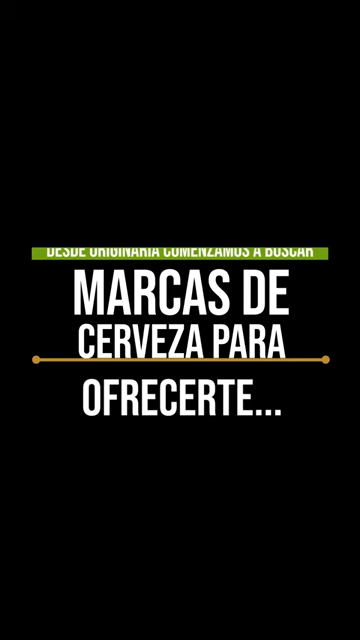 DESDE ORIGINARIA COMENZAMOS A BUSCAR
MARCAS DE
CERVEZA PARA
OFRECERTE...